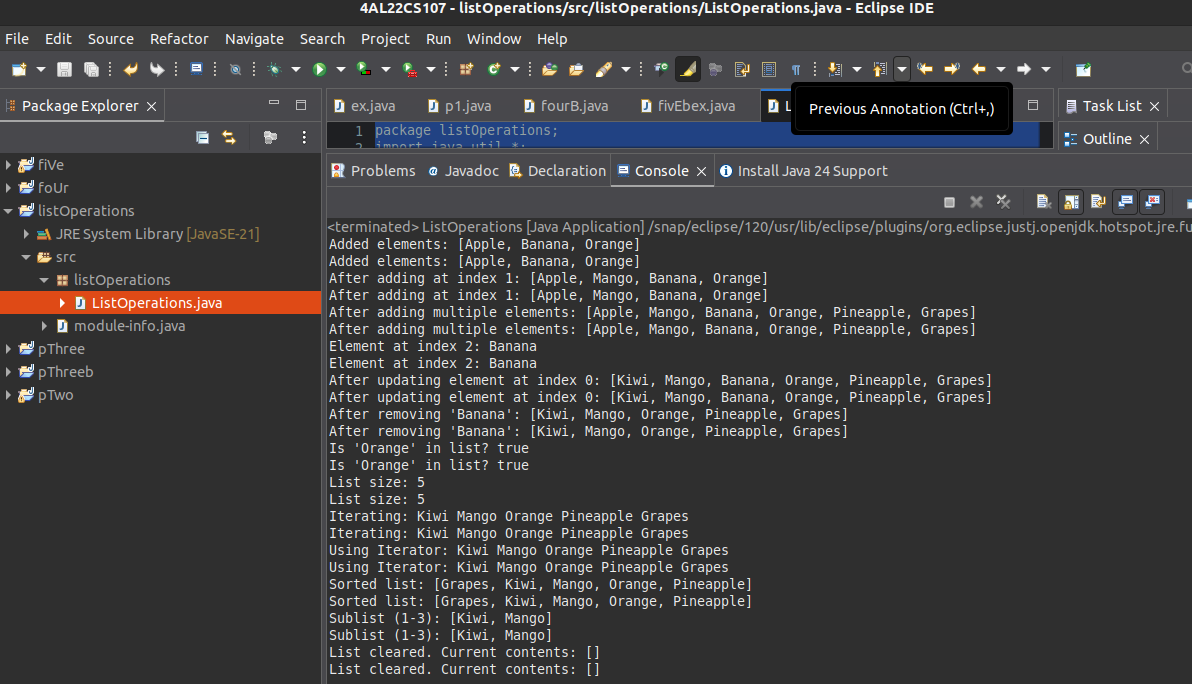 4AL22CS107 - listOperations/src/listOperations/ListOperations.java - Eclipse IDE
File Edit Source Refactor Navigate Search Project Run Window Help
Package Explorer
ex.java p1.java fourB.java fivEbex.java L
Previous Annotation (Ctrl+,)
Task List
1 package listOperations;
2 import java.util.*;
Outline
fiVe
foUr
listOperations
JRE System Library [JavaSE-21]
src
listOperations
ListOperations.java
module-info.java
pThree
pThreeb
pTwo
Problems Javadoc Declaration Console Install Java 24 Support
<terminated> ListOperations [Java Application] /snap/eclipse/120/usr/lib/eclipse/plugins/org.eclipse.justj.openjdk.hotspot.jre.fu
Added elements: [Apple, Banana, Orange]
Added elements: [Apple, Banana, Orange]
After adding at index 1: [Apple, Mango, Banana, Orange]
After adding at index 1: [Apple, Mango, Banana, Orange]
After adding multiple elements: [Apple, Mango, Banana, Orange, Pineapple, Grapes]
After adding multiple elements: [Apple, Mango, Banana, Orange, Pineapple, Grapes]
Element at index 2: Banana
Element at index 2: Banana
After updating element at index 0: [Kiwi, Mango, Banana, Orange, Pineapple, Grapes]
After updating element at index 0: [Kiwi, Mango, Banana, Orange, Pineapple, Grapes]
After removing 'Banana': [Kiwi, Mango, Orange, Pineapple, Grapes]
After removing 'Banana': [Kiwi, Mango, Orange, Pineapple, Grapes]
Is 'Orange' in list? true
Is 'Orange' in list? true
List size: 5
List size: 5
Iterating: Kiwi Mango Orange Pineapple Grapes
Iterating: Kiwi Mango Orange Pineapple Grapes
Using Iterator: Kiwi Mango Orange Pineapple Grapes
Using Iterator: Kiwi Mango Orange Pineapple Grapes
Sorted list: [Grapes, Kiwi, Mango, Orange, Pineapple]
Sorted list: [Grapes, Kiwi, Mango, Orange, Pineapple]
Sublist (1-3): [Kiwi, Mango]
Sublist (1-3): [Kiwi, Mango]
List cleared. Current contents: []
List cleared. Current contents: []